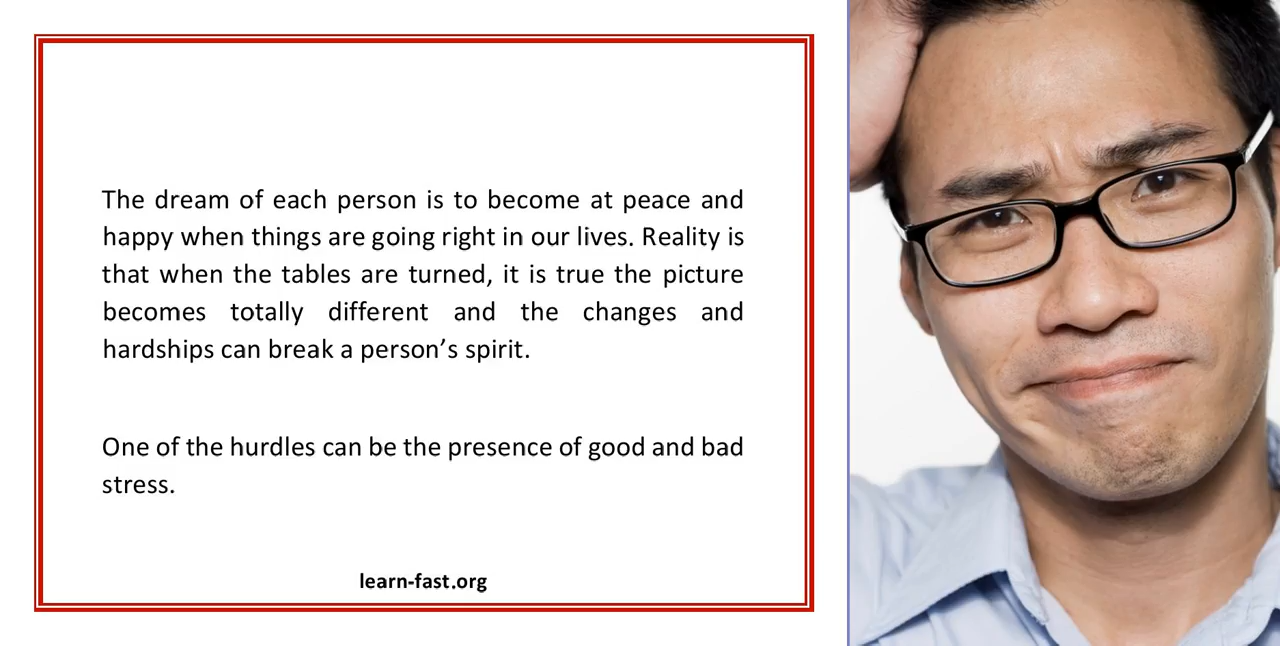 The dream of each person is to become at peace and
happy when things are going right in our lives. Reality is
that when the tables are turned, it is true the picture
becomes totally different and the changes and
hardships can break a person’s spirit.
One of the hurdles can be the presence of good and bad
stress.
learn-fast.org